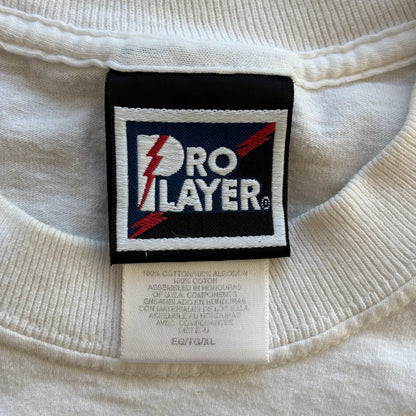 PRO
PLAYER®
100% COTTON/100% ALGODON
100% COTON
ASSEMBLED IN HONDURAS
OF U.S.A. COMPONENTS
ENSAMBLADO EN HONDURAS
CON MATERIALES DE LOS E.U.A.
ASSEMBLE AU HONDURAS
AVEC COMPOSANTES
DES E-U
EG/TG/XL